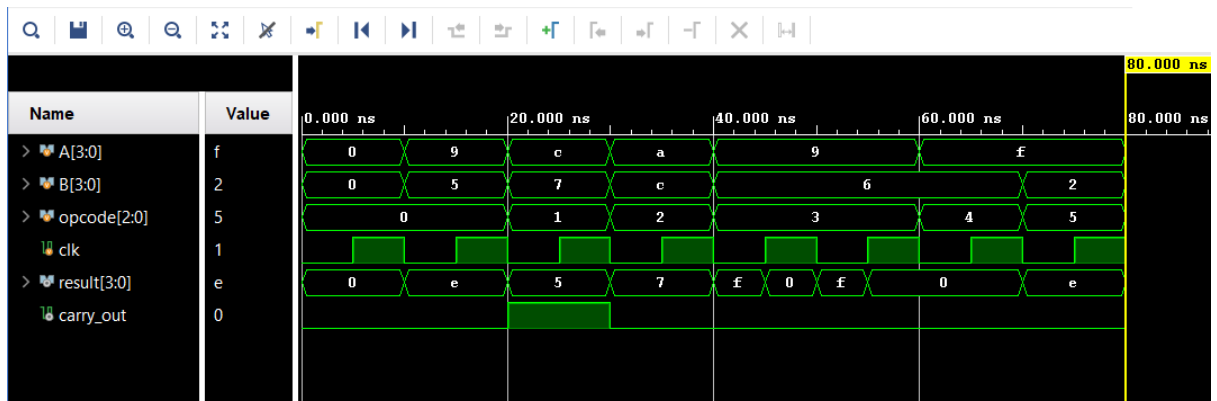 80.000 ns
Name Value 0.000 ns 20.000 ns 40.000 ns 60.000 ns 80.000 ns
A[3:0] f 0 9 c a 9 f
B[3:0] 2 0 5 7 c 6 2
opcode[2:0] 5 0 1 2 3 4 5
clk 1
result[3:0] e 0 e 5 7 f 0 f 0 e
carry_out 0